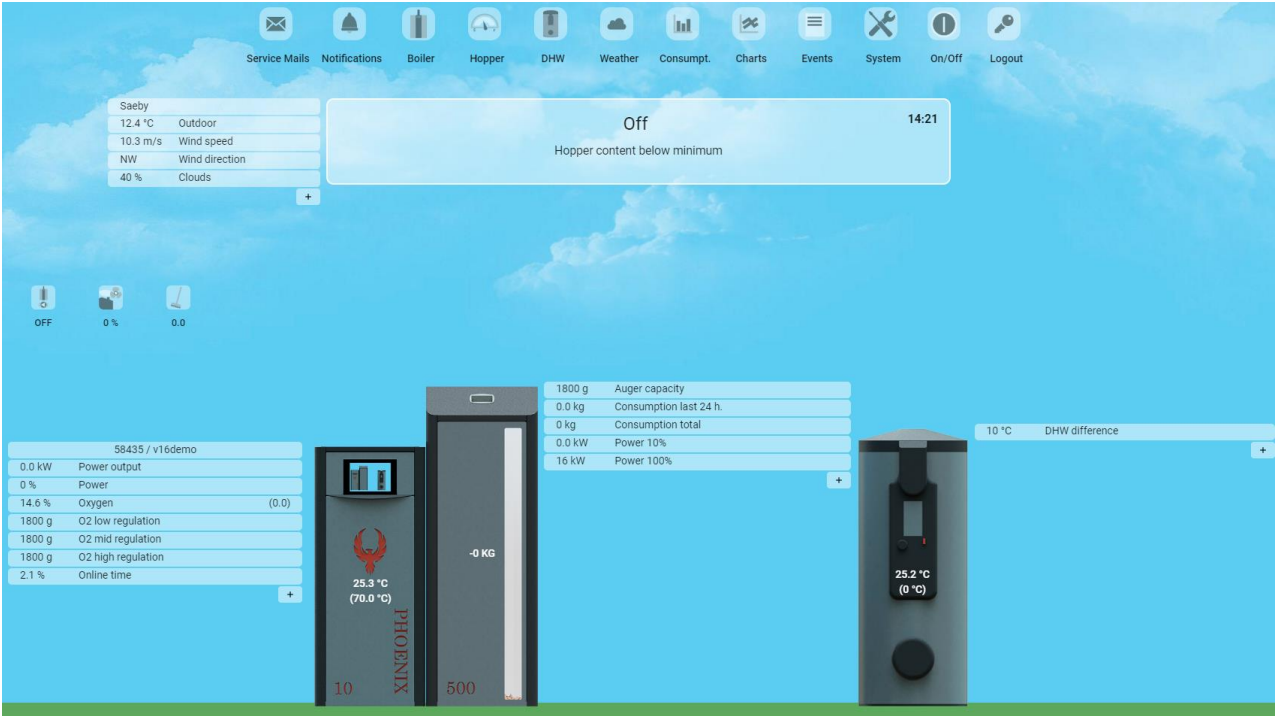 Service Mails Notifications Boiler Hopper DHW Weather Consumpt. Charts Events System On/Off Logout
Saeby
12.4 °C Outdoor
10.3 m/s Wind speed
NW Wind direction
40 % Clouds
+
Off
14:21
Hopper content below minimum
OFF 0 % 0.0
58435 / v16demo
0.0 kW Power output
0 % Power
14.6 % Oxygen (0.0)
1800 g O2 low regulation
1800 g O2 mid regulation
1800 g O2 high regulation
2.1 % Online time
+
25.3 °C
(70.0 °C)
PHOENIX
10
-0 KG
500
1800 g Auger capacity
0.0 kg Consumption last 24 h.
0 kg Consumption total
0.0 kW Power 10%
16 kW Power 100%
+
25.2 °C
(0 °C)
10 °C DHW difference
+